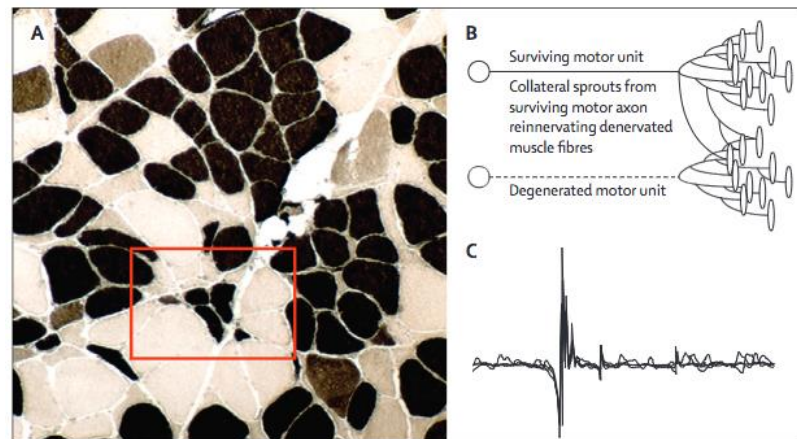 A
B
Surviving motor unit
Collateral sprouts from
surviving motor axon
reinnervating denervated
muscle fibres
Degenerated motor unit
C